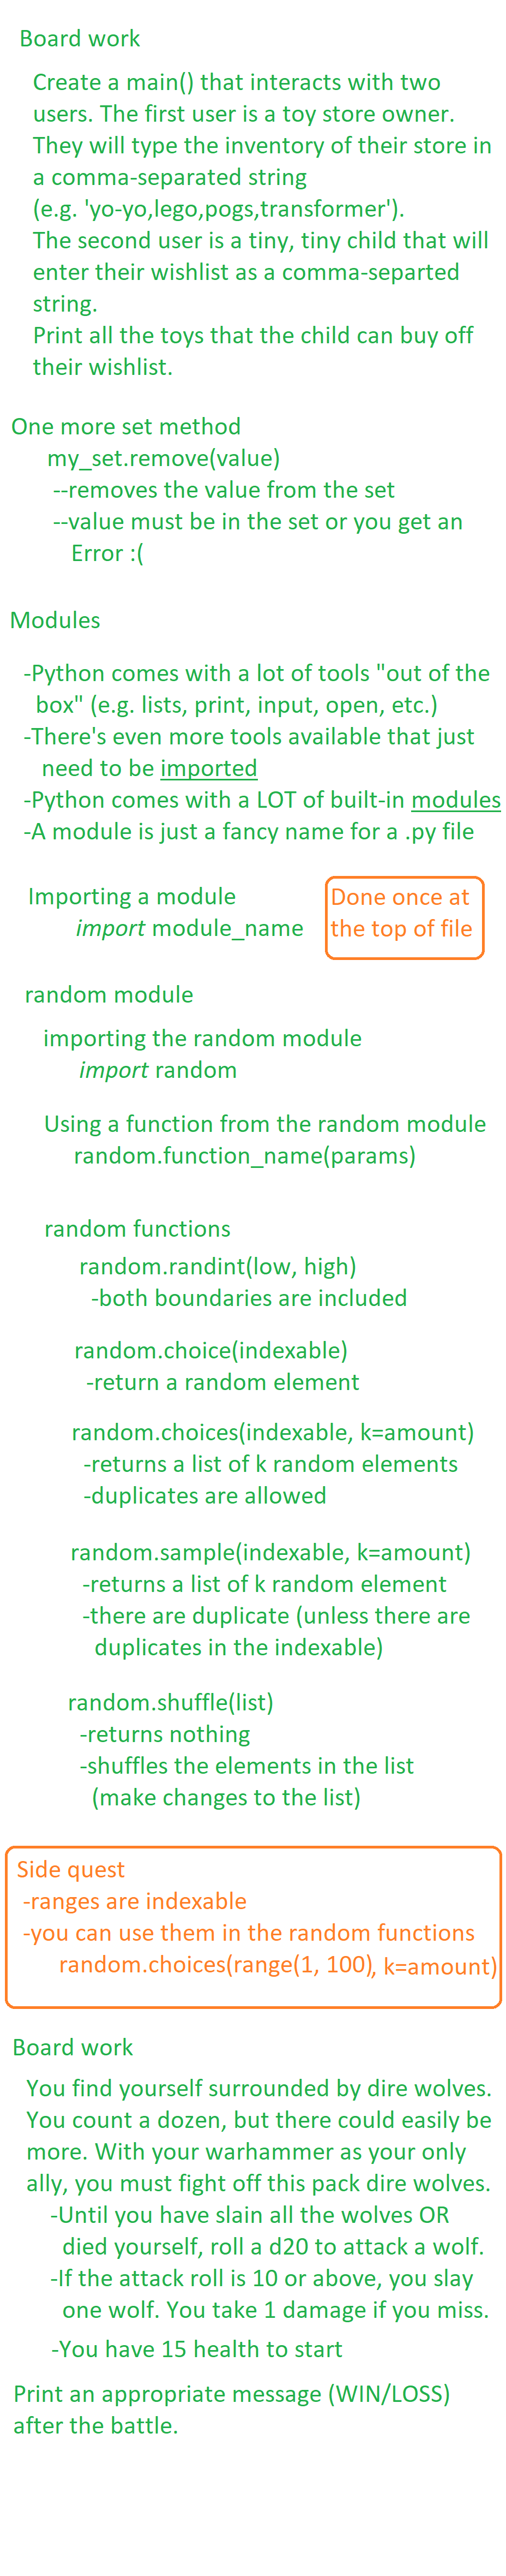 Board work
Create a main() that interacts with two
users. The first user is a toy store owner.
They will type the inventory of their store in
a comma-separated string
(e.g. 'yo-yo,lego,pogs,transformer').
The second user is a tiny, tiny child that will
enter their wishlist as a comma-separted
string.
Print all the toys that the child can buy off
their wishlist.
One more set method
my_set.remove(value)
--removes the value from the set
--value must be in the set or you get an
Error :(
Modules
-Python comes with a lot of tools "out of the
box" (e.g. lists, print, input, open, etc.)
-There's even more tools available that just
need to be imported
-Python comes with a LOT of built-in modules
-A module is just a fancy name for a .py file
Importing a module
import module_name
Done once at
the top of file
random module
importing the random module
import random
Using a function from the random module
random.function_name(params)
random functions
random.randint(low, high)
-both boundaries are included
random.choice(indexable)
-return a random element
random.choices(indexable, k=amount)
-returns a list of k random elements
-duplicates are allowed
random.sample(indexable, k=amount)
-returns a list of k random element
-there are duplicate (unless there are
duplicates in the indexable)
random.shuffle(list)
-returns nothing
-shuffles the elements in the list
(make changes to the list)
Side quest
-ranges are indexable
-you can use them in the random functions
random.choices(range(1, 100), k=amount)
Board work
You find yourself surrounded by dire wolves.
You count a dozen, but there could easily be
more. With your warhammer as your only
ally, you must fight off this pack dire wolves.
-Until you have slain all the wolves OR
died yourself, roll a d20 to attack a wolf.
-If the attack roll is 10 or above, you slay
one wolf. You take 1 damage if you miss.
-You have 15 health to start
Print an appropriate message (WIN/LOSS)
after the battle.